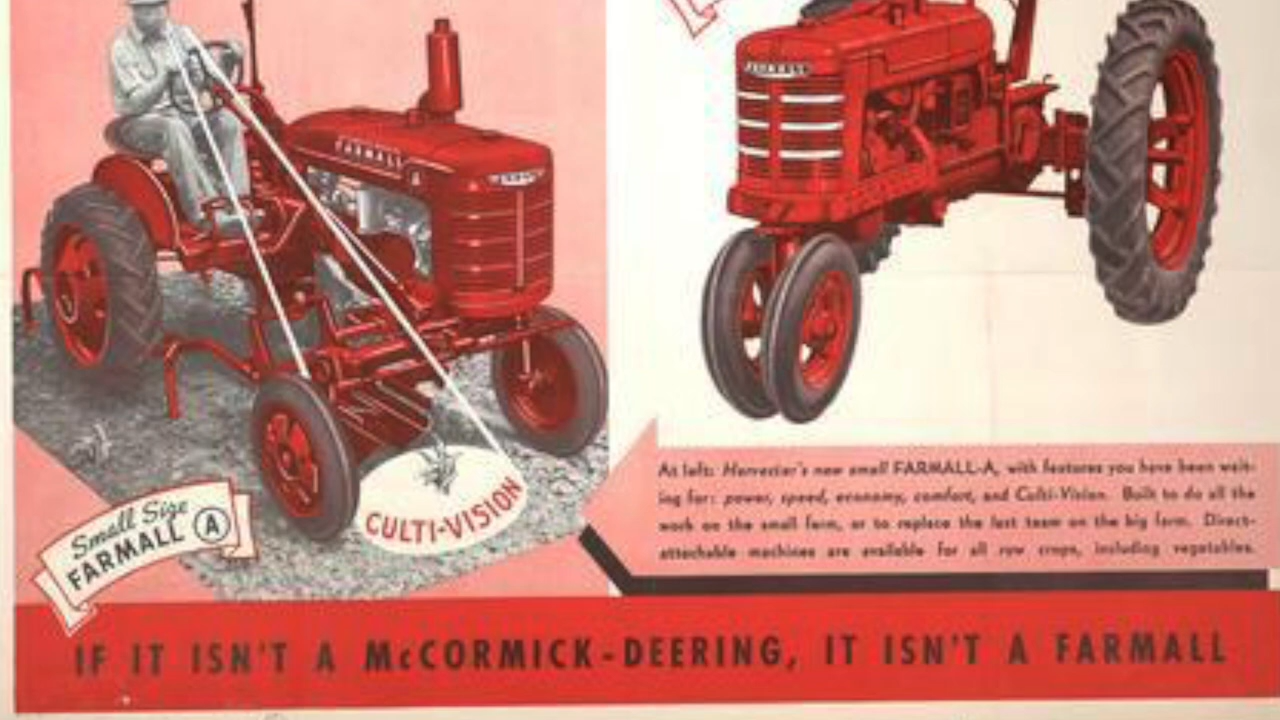 FARMALL
FARMALL A
CULTI-VISION
Small Size
FARMALL A
At left: Harvester's new small FARMALL-A, with features you have been wait-
ing for: power, speed, economy, comfort, and Culti-Vision. Built to do all the
work on the small farm, or to replace the last team on the big farm. Direct-
attachable machines are available for all row crops, including vegetables.
IF IT ISN'T A McCORMICK-DEERING, IT ISN'T A FARMALL